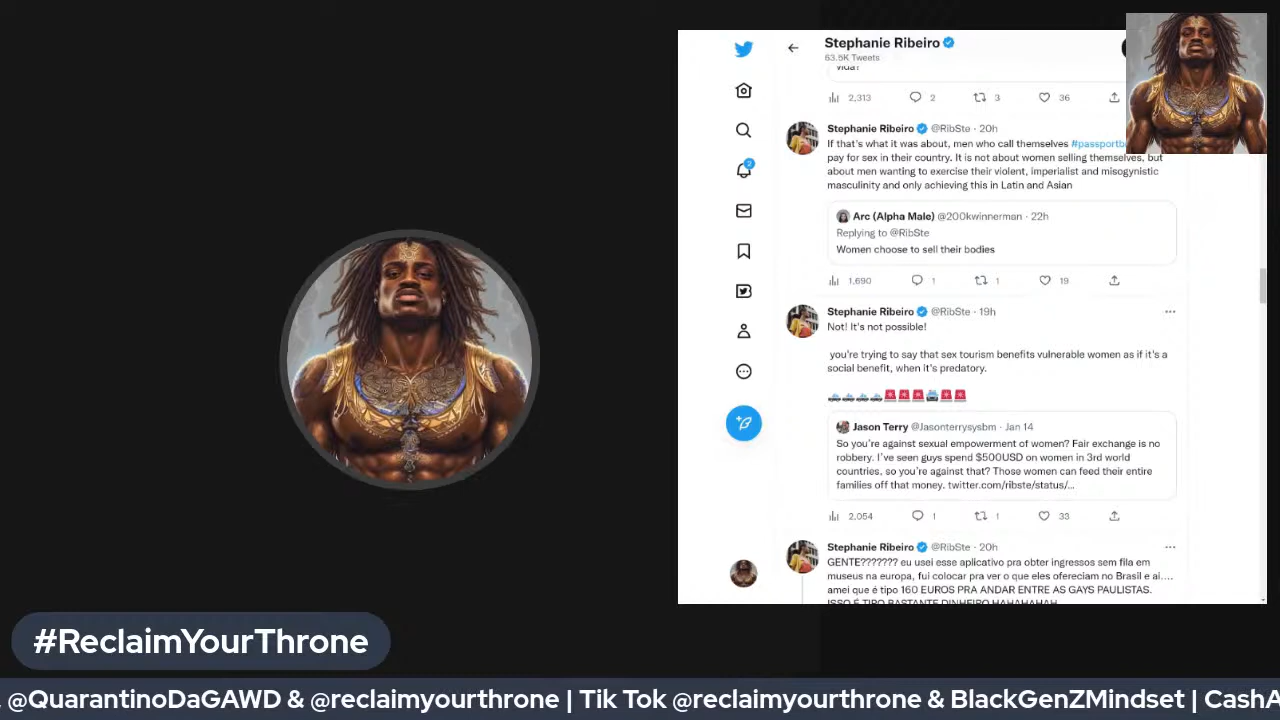 Stephanie Ribeiro
63.5K Tweets
vida?
2,313 2 3 36
Stephanie Ribeiro @RibSte · 20h
If that's what it was about, men who call themselves
pay for sex in their country. It is not about women selling themselves, but
about men wanting to exercise their violent, imperialist and misogynistic
masculinity and only achieving this in Latin and Asian
Arc (Alpha Male) @200kwinnerman · 22h
Replying to @RibSte
Women choose to sell their bodies
1,690 1 1 19
Stephanie Ribeiro @RibSte · 19h
Not! It's not possible!
you're trying to say that sex tourism benefits vulnerable women as if it's a
social benefit, when it's predatory.
Jason Terry @Jasonterrysysbm · Jan 14
So you're against sexual empowerment of women? Fair exchange is no
robbery. I've seen guys spend $500USD on women in 3rd world
countries, so you're against that? Those women can feed their entire
families off that money. twitter.com/ribste/status/...
2,054 1 1 33
Stephanie Ribeiro @RibSte · 20h
GENTE??????? eu usei esse aplicativo pra obter ingressos sem fila em
museus na europa, fui colocar pra ver o que eles ofereciam no Brasil e aí....
amei que é tipo 160 EUROS PRA ANDAR ENTRE AS GAYS PAULISTAS.
ISSO É TIPO BASTANTE DINHEIRO HAHAHAHAH
2
#ReclaimYourThrone
@QuarantinoDaGAWD & @reclaimyourthrone | Tik Tok @reclaimyourthrone & BlackGenZMindset |